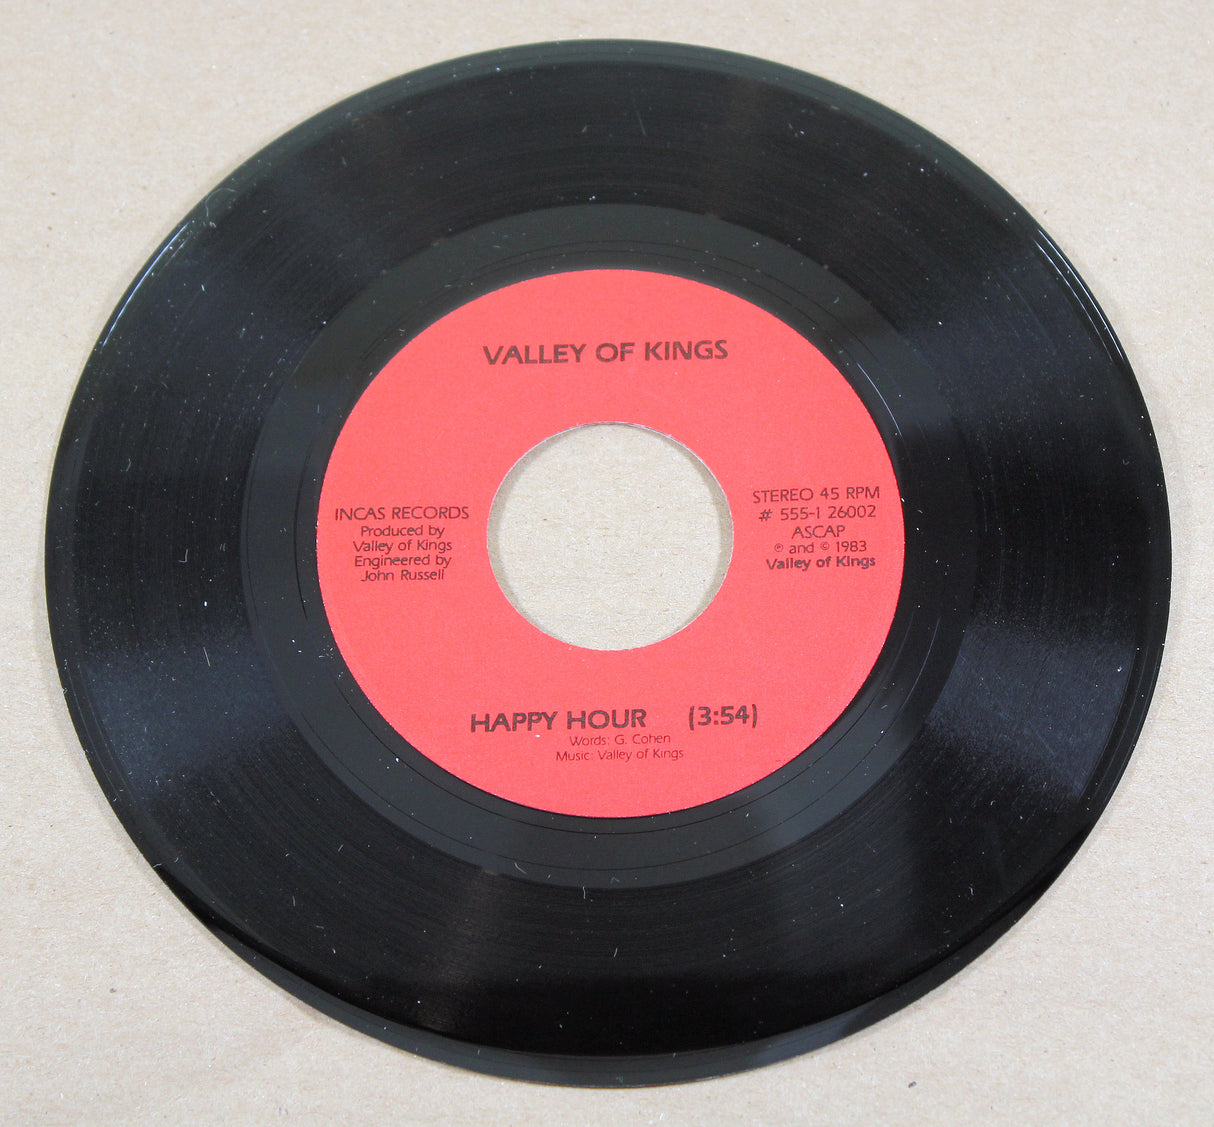 VALLEY OF KINGS
INCAS RECORDS
Produced by
Valley of Kings
Engineered by
John Russell
STEREO 45 RPM
# 555-1 26002
ASCAP
℗ and © 1983
Valley of Kings
HAPPY HOUR (3:54)
Words: G. Cohen
Music: Valley of Kings